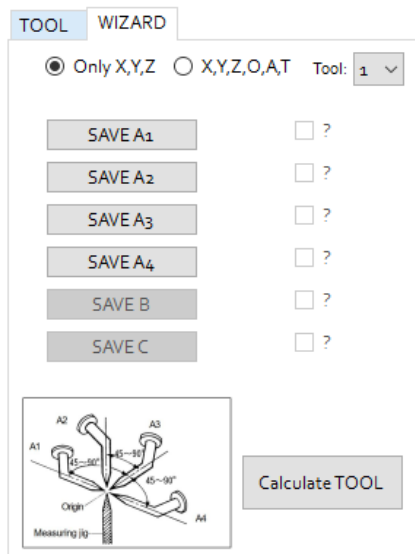 TOOL WIZARD
Only X,Y,Z X,Y,Z,O,A,T Tool: 1
SAVE A1 ?
SAVE A2 ?
SAVE A3 ?
SAVE A4 ?
SAVE B ?
SAVE C ?
A2 A3
A1 45~90° 45~90° 45~90°
Origin
A4
Measuring jig
Calculate TOOL